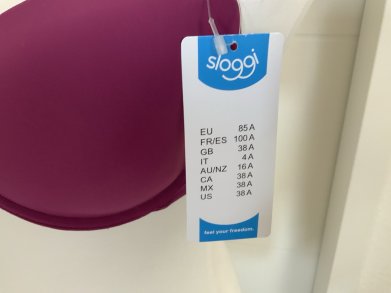 sloggi
EU 85 A
FR/ES 100 A
GB 38 A
IT 4 A
AU/NZ 16 A
CA 38 A
MX 38 A
US 38 A
feel your freedom.